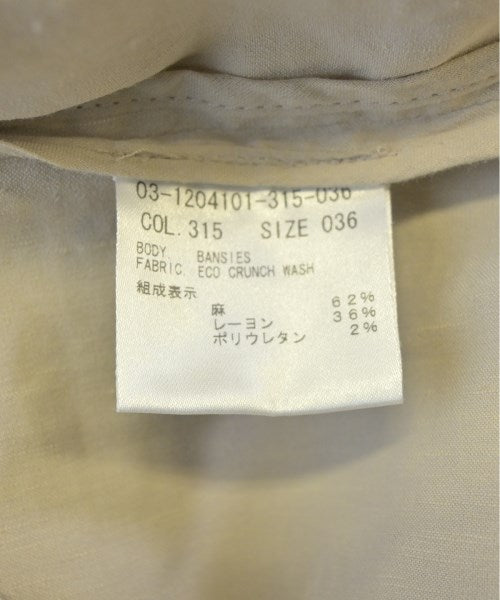 03-1204101-315-036
COL. 315 SIZE 036
BODY. BANSIES
FABRIC. ECO CRUNCH WASH
組成表示
麻 62%
レーヨン 36%
ポリウレタン 2%